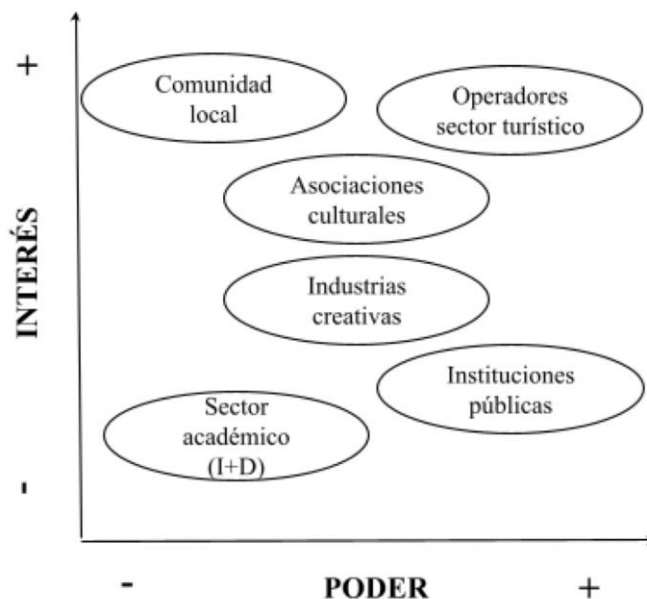 +
INTERÉS
-
Comunidad
local
Operadores
sector turístico
Asociaciones
culturales
Industrias
creativas
Instituciones
públicas
Sector
académico
(I+D)
-
PODER
+